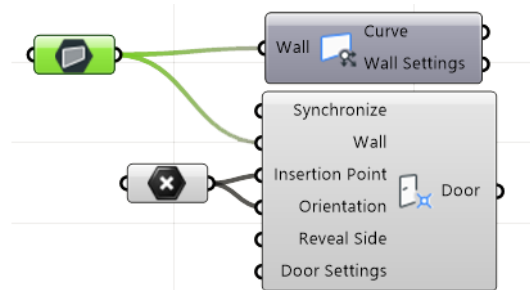 Wall
Curve
Wall Settings
Synchronize
Wall
Insertion Point
Orientation
Reveal Side
Door Settings
Door